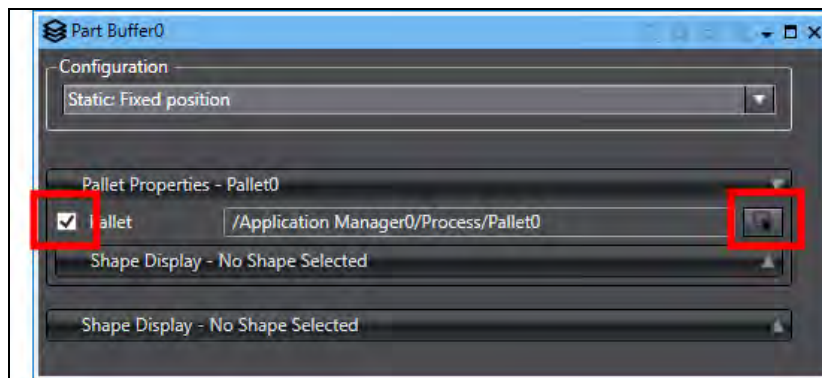 Part Buffer0
Configuration
Static: Fixed position
Pallet Properties - Pallet0
Pallet /Application Manager0/Process/Pallet0
Shape Display - No Shape Selected
Shape Display - No Shape Selected